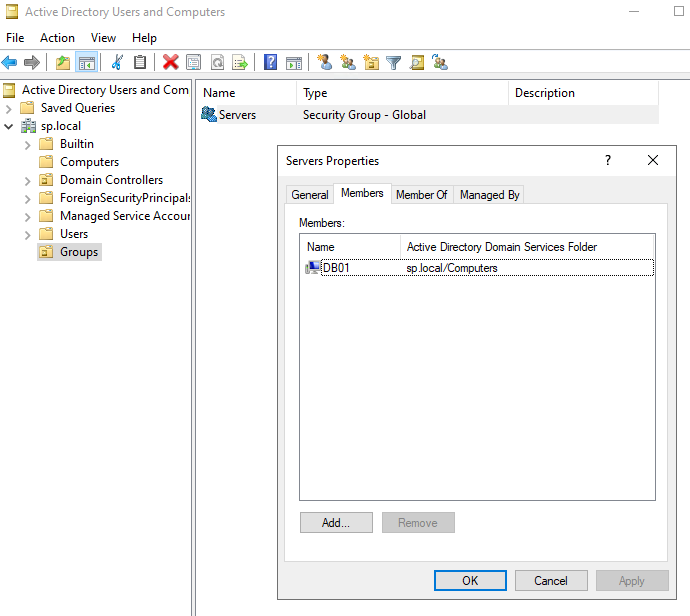 Active Directory Users and Computers
File Action View Help
Active Directory Users and Com
Saved Queries
sp.local
Builtin
Computers
Domain Controllers
ForeignSecurityPrincipals
Managed Service Accour
Users
Groups
Name Type Description
Servers Security Group - Global
Servers Properties
?
General Members Member Of Managed By
Members:
Name Active Directory Domain Services Folder
DB01 sp.local/Computers
Add... Remove
OK Cancel Apply